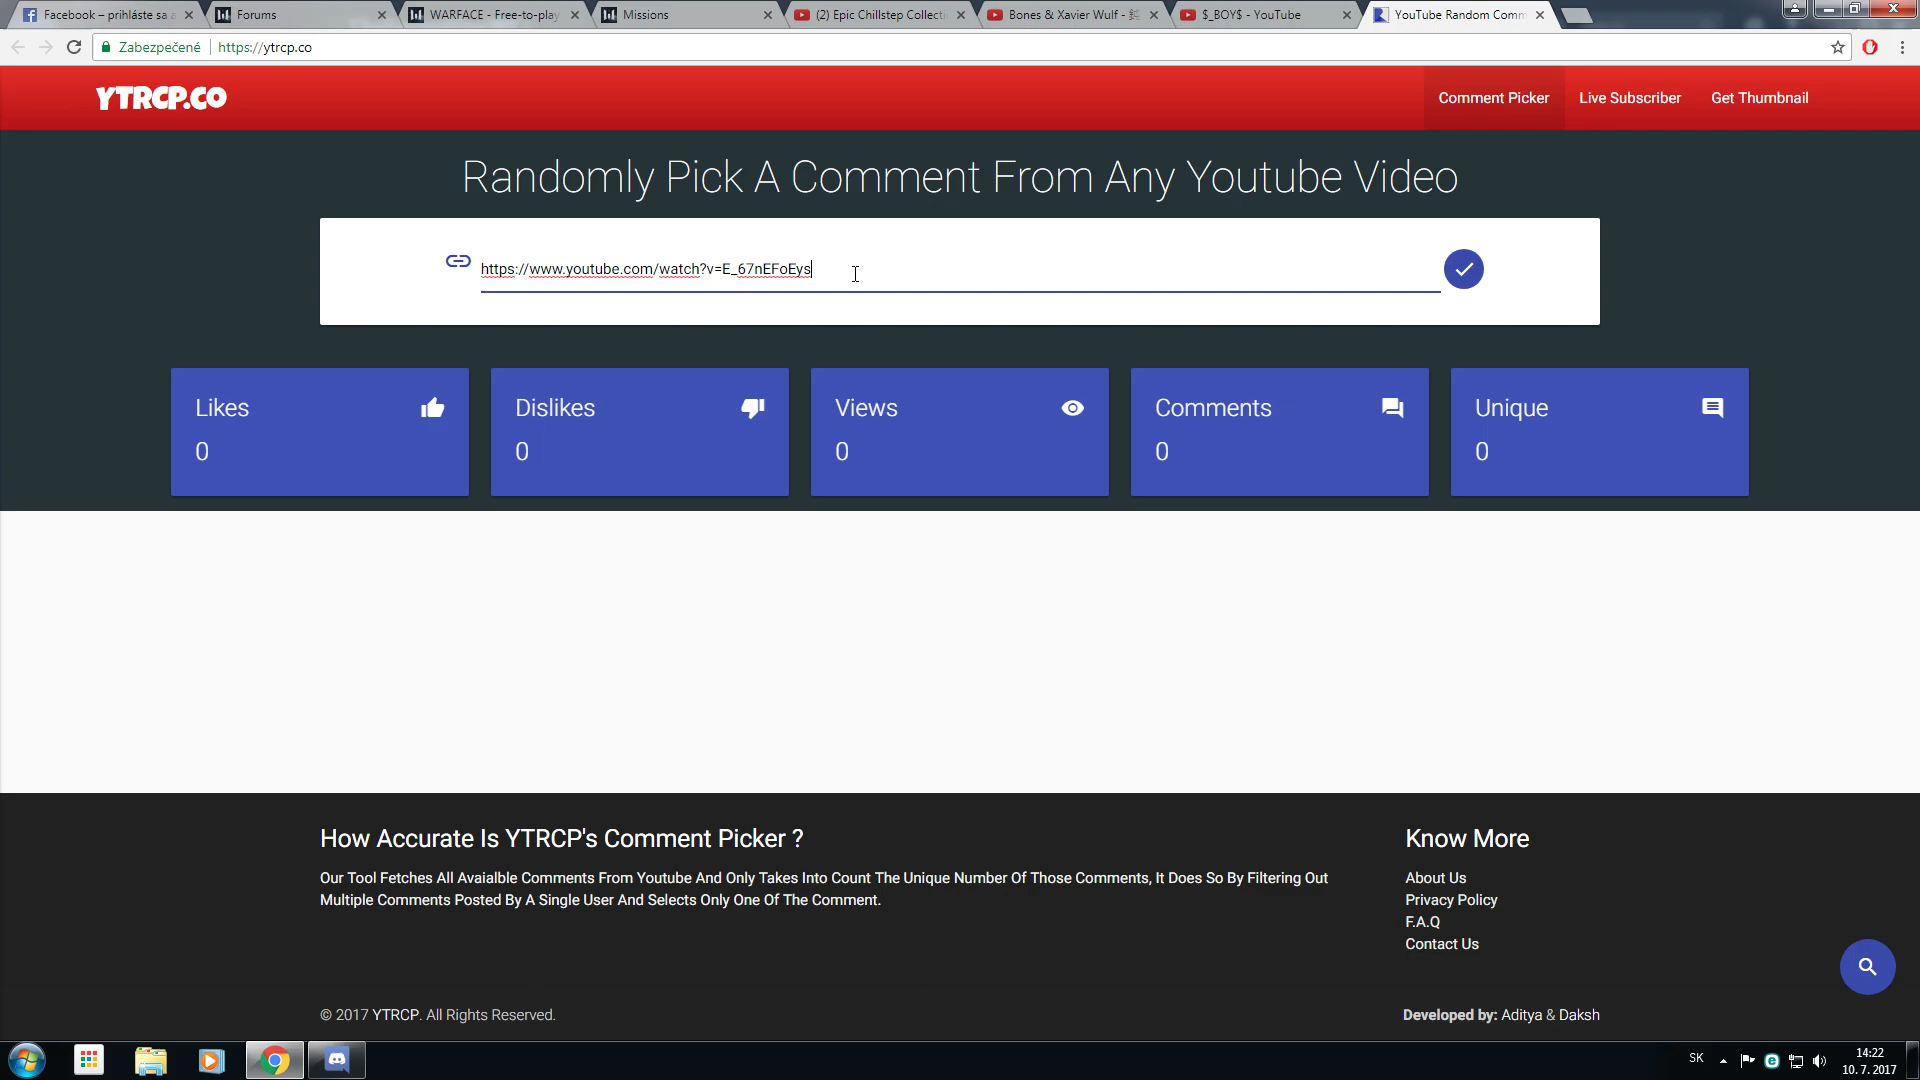 Facebook – prihláste sa a
Forums
WARFACE - Free-to-play
Missions
(2) Epic Chillstep Collecti
Bones & Xavier Wulf -
$_BOY$ - YouTube
YouTube Random Comm
Zabezpečené
https://ytrcp.co
YTRCP.CO
Comment Picker
Live Subscriber
Get Thumbnail
Randomly Pick A Comment From Any Youtube Video
https://www.youtube.com/watch?v=E_67nEFoEys
Likes
0
Dislikes
0
Views
0
Comments
0
Unique
0
How Accurate Is YTRCP's Comment Picker ?
Our Tool Fetches All Avaialble Comments From Youtube And Only Takes Into Count The Unique Number Of Those Comments, It Does So By Filtering Out
Multiple Comments Posted By A Single User And Selects Only One Of The Comment.
Know More
About Us
Privacy Policy
F.A.Q
Contact Us
© 2017 YTRCP. All Rights Reserved.
Developed by: Aditya & Daksh
SK
14:22
10. 7. 2017